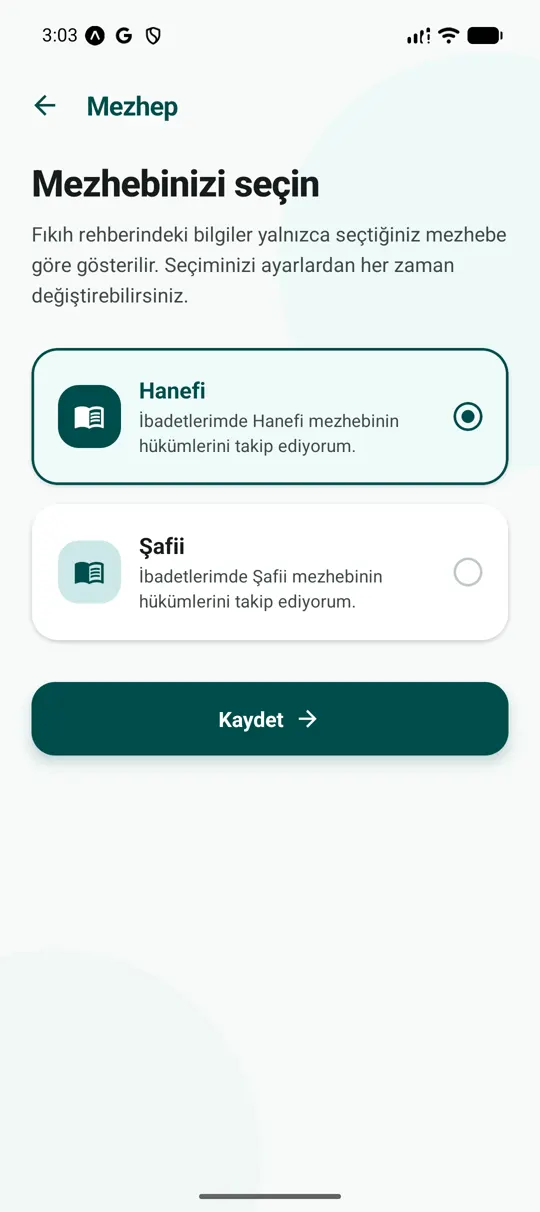 3:03
Mezhep
Mezhebinizi seçin
Fıkıh rehberindeki bilgiler yalnızca seçtiğiniz mezhebe
göre gösterilir. Seçiminizi ayarlardan her zaman
değiştirebilirsiniz.
Hanefi
İbadetlerimde Hanefi mezhebinin
hükümlerini takip ediyorum.
Şafii
İbadetlerimde Şafii mezhebinin
hükümlerini takip ediyorum.
Kaydet →